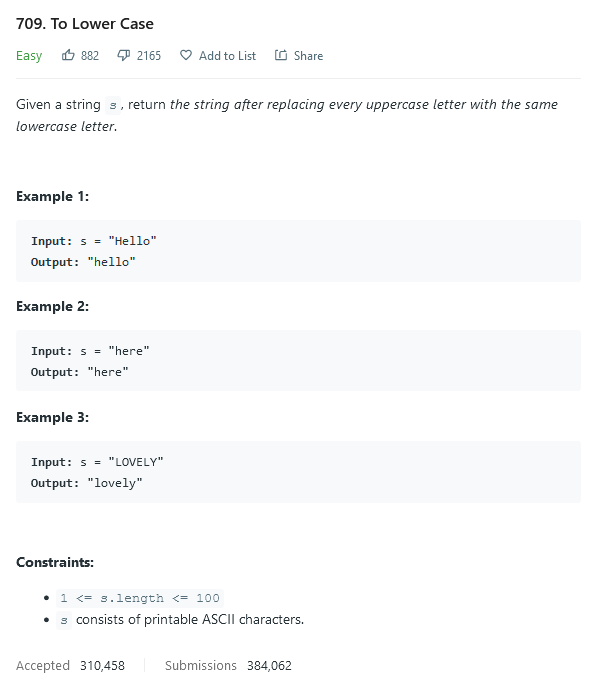 709. To Lower Case
Easy 882 2165 Add to List Share
Given a string s, return the string after replacing every uppercase letter with the same
lowercase letter.
Example 1:
Input: s = "Hello"
Output: "hello"
Example 2:
Input: s = "here"
Output: "here"
Example 3:
Input: s = "LOVELY"
Output: "lovely"
Constraints:
• 1 <= s.length <= 100
• s consists of printable ASCII characters.
Accepted 310,458 Submissions 384,062